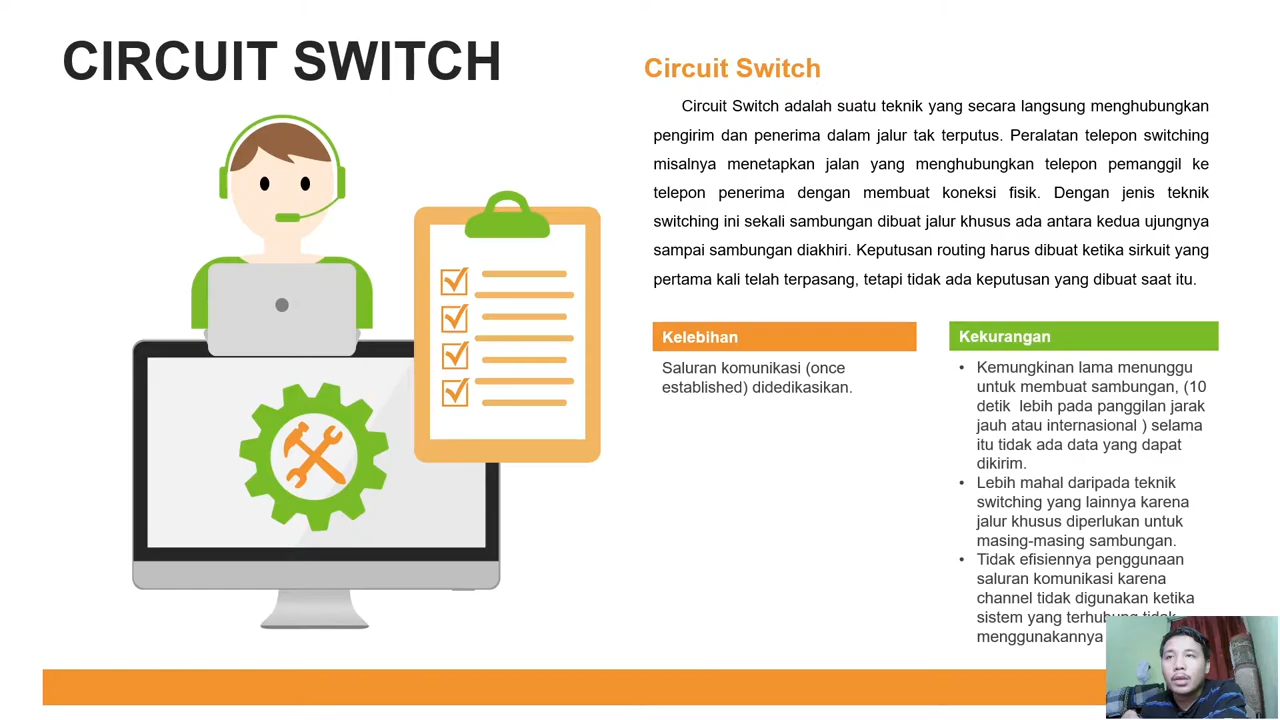 CIRCUIT SWITCH
Circuit Switch
Circuit Switch adalah suatu teknik yang secara langsung menghubungkan
pengirim dan penerima dalam jalur tak terputus. Peralatan telepon switching
misalnya menetapkan jalan yang menghubungkan telepon pemanggil ke
telepon penerima dengan membuat koneksi fisik. Dengan jenis teknik
switching ini sekali sambungan dibuat jalur khusus ada antara kedua ujungnya
sampai sambungan diakhiri. Keputusan routing harus dibuat ketika sirkuit yang
pertama kali telah terpasang, tetapi tidak ada keputusan yang dibuat saat itu.
Kelebihan
Saluran komunikasi (once
established) didedikasikan.
Kekurangan
• Kemungkinan lama menunggu
untuk membuat sambungan, (10
detik lebih pada panggilan jarak
jauh atau internasional ) selama
itu tidak ada data yang dapat
dikirim.
• Lebih mahal daripada teknik
switching yang lainnya karena
jalur khusus diperlukan untuk
masing-masing sambungan.
• Tidak efisiennya penggunaan
saluran komunikasi karena
channel tidak digunakan ketika
sistem yang terhubung tidak
menggunakannya